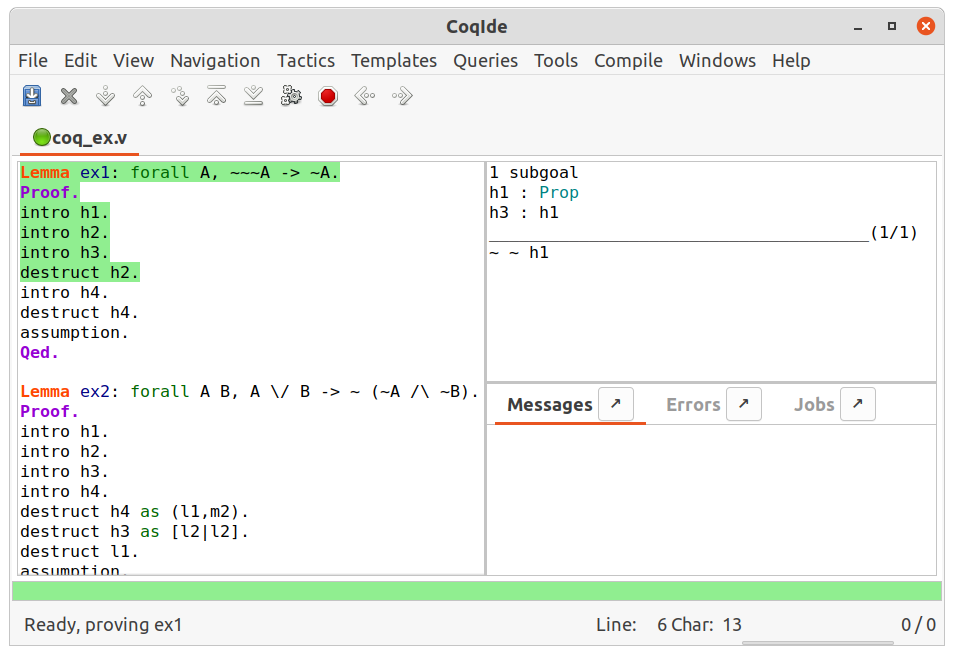 CoqIde
File Edit View Navigation Tactics Templates Queries Tools Compile Windows Help
coq_ex.v
Lemma ex1: forall A, ~~~A -> ~A.
Proof.
intro h1.
intro h2.
intro h3.
destruct h2.
intro h4.
destruct h4.
assumption.
Qed.
Lemma ex2: forall A B, A \/ B -> ~ (~A /\ ~B).
Proof.
intro h1.
intro h2.
intro h3.
intro h4.
destruct h4 as (l1,m2).
destruct h3 as [l2|l2].
destruct l1.
assumption.
1 subgoal
h1 : Prop
h3 : h1
______________________________________(1/1)
~ ~ h1
Messages Errors Jobs
Ready, proving ex1
Line: 6 Char: 13
0 / 0